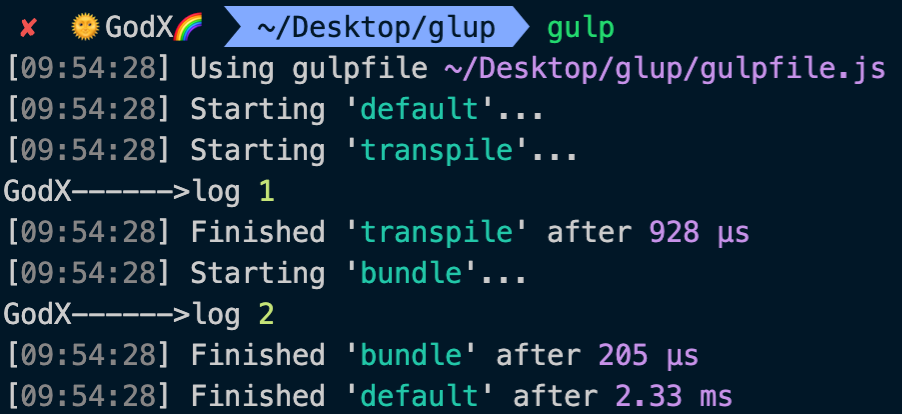 ✘ 🌞GodX🌈 ~/Desktop/glup gulp
[09:54:28] Using gulpfile ~/Desktop/glup/gulpfile.js
[09:54:28] Starting 'default'...
[09:54:28] Starting 'transpile'...
GodX------>log 1
[09:54:28] Finished 'transpile' after 928 μs
[09:54:28] Starting 'bundle'...
GodX------>log 2
[09:54:28] Finished 'bundle' after 205 μs
[09:54:28] Finished 'default' after 2.33 ms